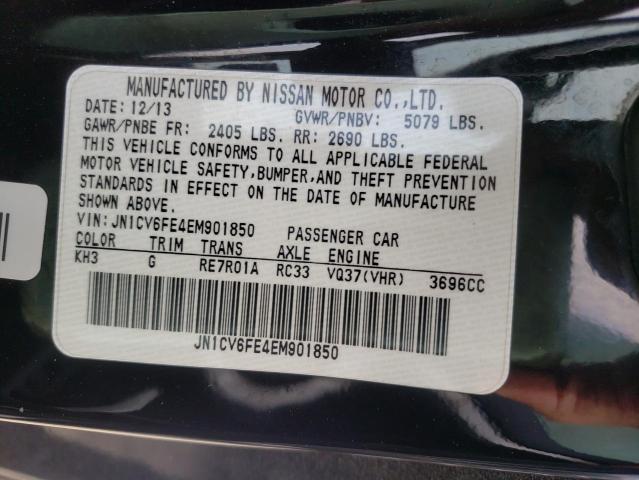 MANUFACTURED BY NISSAN MOTOR CO.,LTD.
DATE: 12/13 GVWR/PNBV: 5079 LBS.
GAWR/PNBE FR: 2405 LBS. RR: 2690 LBS.
THIS VEHICLE CONFORMS TO ALL APPLICABLE FEDERAL
MOTOR VEHICLE SAFETY,BUMPER,AND THEFT PREVENTION
STANDARDS IN EFFECT ON THE DATE OF MANUFACTURE
SHOWN ABOVE.
VIN:JN1CV6FE4EM901850 PASSENGER CAR
COLOR TRIM TRANS AXLE ENGINE
KH3 G RE7R01A RC33 VQ37(VHR) 3696CC
JN1CV6FE4EM901850